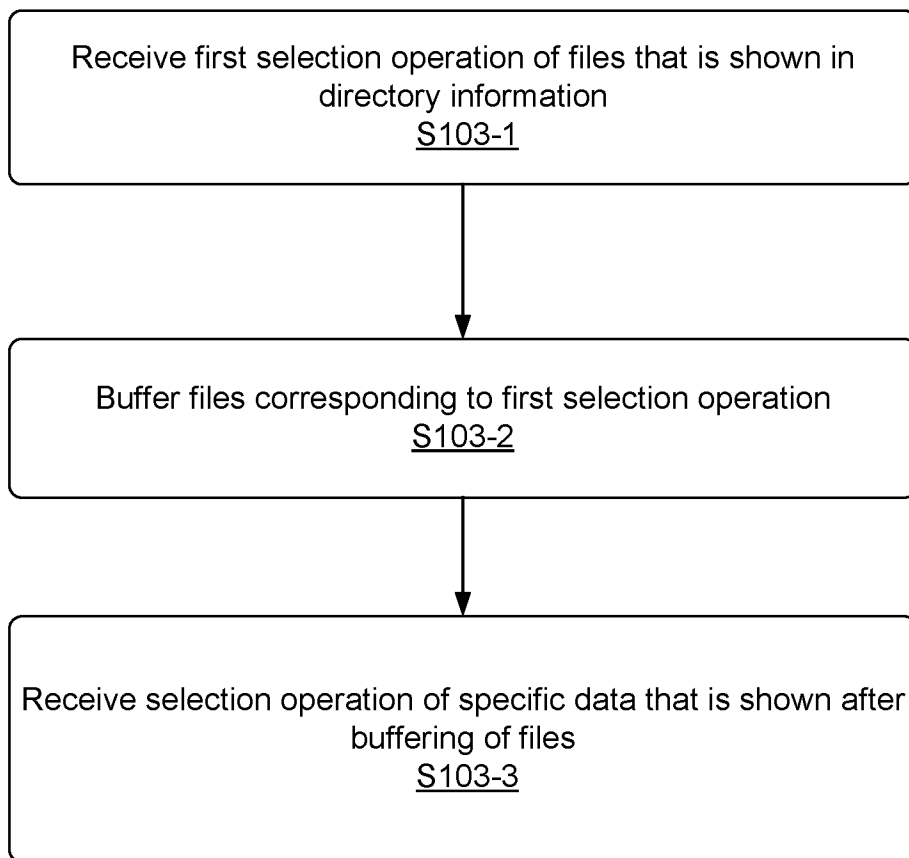 Receive first selection operation of files that is shown in
directory information
S103-1
Buffer files corresponding to first selection operation
S103-2
Receive selection operation of specific data that is shown after
buffering of files
S103-3